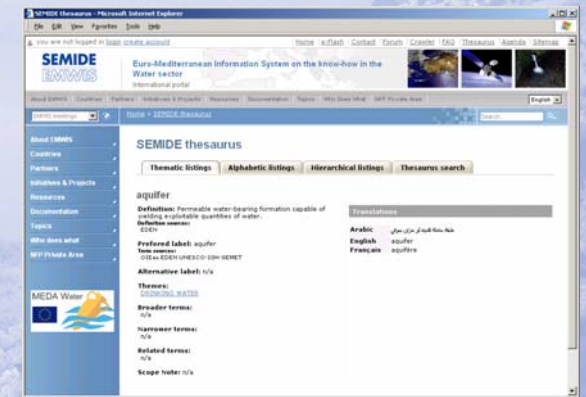 SEMIDE thesaurus - Microsoft Internet Explorer
File Edit View Favorites Tools Help
you are not logged in login create account
Home e-flash Contact Forum Crawler FAQ Thesaurus Agenda Sitemap
SEMIDE
EMWIS
Euro-Mediterranean Information System on the know-how in the
Water sector
International portal
About EMWIS Countries Partners Initiatives & Projects Resources Documentation Topics Who Does What NFP Private Area
English
EMWIS meetings
Home > SEMIDE thesaurus
Search
About EMWIS
Countries
Partners
Initiatives & Projects
Resources
Documentation
Topics
Who does what
NFP Private Area
MEDA Water
SEMIDE thesaurus
Thematic listings Alphabetic listings Hierarchical listings Thesaurus search
aquifer
Definition: Permeable water-bearing formation capable of
yielding exploitable quantities of water.
Definition source:
EDEN
Prefered label: aquifer
Term source:
EDEN UNESCO GEMET
Alternative label: n/a
Themes:
DRINKING WATER
Broader terms:
n/a
Narrower terms:
n/a
Related terms:
n/a
Scope Note: n/a
Translations
Arabic
English aquifer
Français aquifère